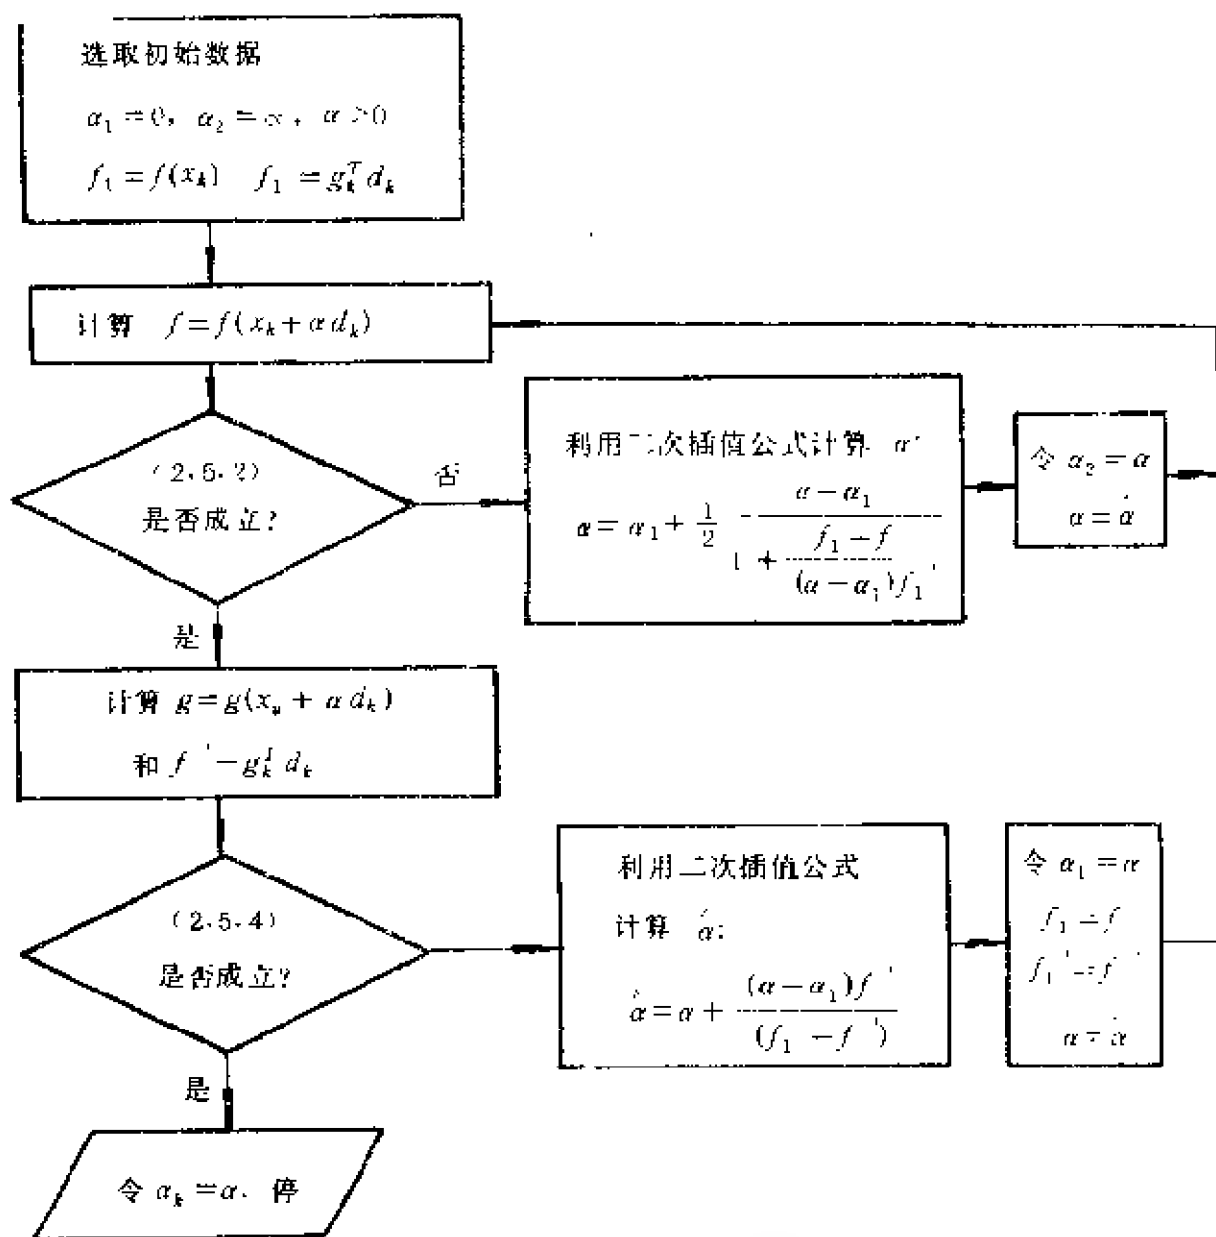 选取初始数据
α₁ = 0, α₂ = ∞, α > 0
f₁ = f(x_k) f₁ = g_k^T d_k
计算 f = f(x_k + α d_k)
(2.5.2)
是否成立?
否
利用二次插值公式计算 α'
α = α₁ + 1/2 (α − α₁) / (1 + (f₁ − f) / ((α − α₁) f₁'))
令 α₂ = α
α = α̇
是
计算 g = g(x_k + α d_k)
和 f' = g_k^T d_k
(2.5.4)
是否成立?
利用二次插值公式
计算 α̇:
α̇ = α + (α − α₁) f' / (f₁ − f')
令 α₁ = α
f₁ = f
f₁' = f'
α = α̇
是
令 α_k = α. 停